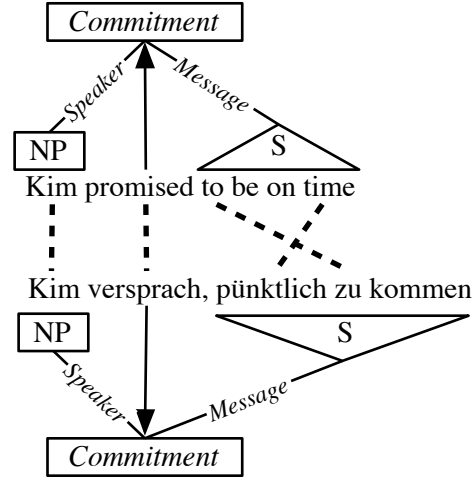 Commitment
Speaker Message
NP S
Kim promised to be on time
Kim versprach, pünktlich zu kommen
NP S
Speaker Message
Commitment